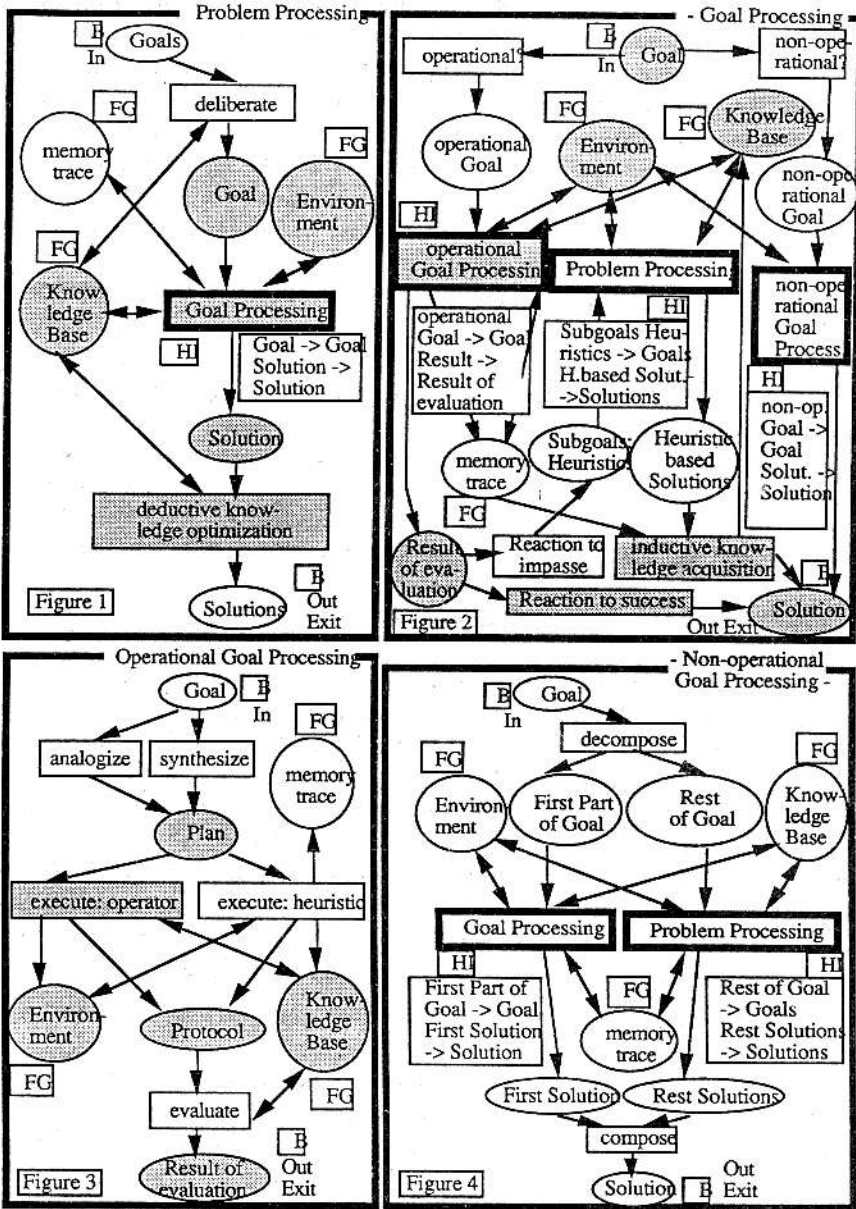 Problem Processing
B
In
Goals
deliberate
FG
memory
trace
Goal
FG
Environ-
ment
FG
Know-
ledge
Base
Goal Processing
HI
Goal -> Goal
Solution ->
Solution
Solution
deductive know-
ledge optimization
Solutions
B
Out
Exit
Figure 1
- Goal Processing
B
In
Goal
operational?
non-ope-
rational?
operational
Goal
FG
Environ-
ment
FG
Knowledge
Base
non-ope-
rational
Goal
HI
operational
Goal Processin
Problem Processin
non-ope
rational
Goal
Process
operational
Goal -> Goal
Result ->
Result of
evaluation
HI
Subgoals Heu-
ristics -> Goals
H.based Solut.-
->Solutions
HI
non-op.
Goal ->
Goal
Solut. ->
Solution
memory
trace
FG
Subgoals;
Heuristics
Heuristic
based
Solutions
Result
of eva-
luation
Reaction to
impasse
inductive know-
ledge acquisition
B
Reaction to success
Solution
Out Exit
Figure 2
Operational Goal Processing
Goal
B
In
analogize
synthesize
FG
memory
trace
Plan
execute: operator
execute: heuristic
Environ-
ment
FG
Protocol
Know-
ledge
Base
FG
evaluate
Result of
evaluation
B
Out
Exit
Figure 3
- Non-operational
Goal Processing -
B
In
Goal
decompose
FG
Environ-
ment
First Part
of Goal
Rest
of Goal
FG
Know-
ledge
Base
Goal Processing
Problem Processing
HI
First Part of
Goal -> Goal
First Solution
-> Solution
FG
memory
trace
HI
Rest of Goal
-> Goals
Rest Solutions
-> Solutions
First Solution
Rest Solutions
compose
Solution
B
Out
Exit
Figure 4